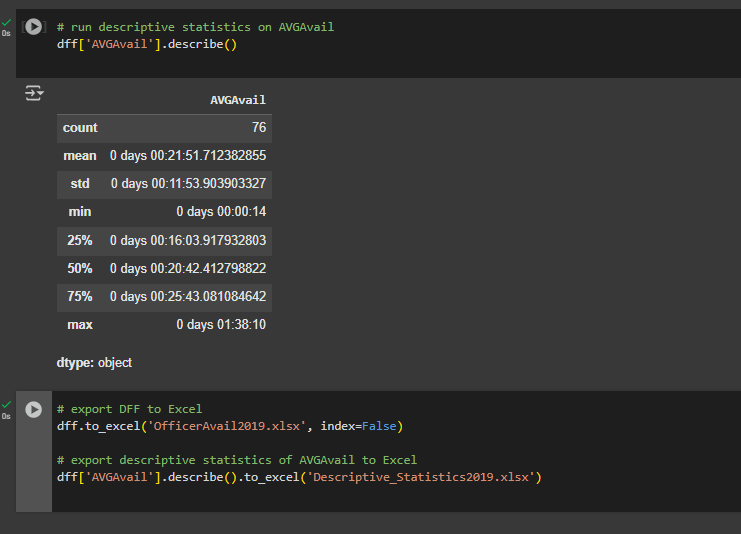 # run descriptive statistics on AVGAvail
dff['AVGAvail'].describe()
0s
AVGAvail
count 76
mean 0 days 00:21:51.712382855
std 0 days 00:11:53.903903327
min 0 days 00:00:14
25% 0 days 00:16:03.917932803
50% 0 days 00:20:42.412798822
75% 0 days 00:25:43.081084642
max 0 days 01:38:10
dtype: object
# export DFF to Excel
0s
dff.to_excel('OfficerAvail2019.xlsx', index=False)
# export descriptive statistics of AVGAvail to Excel
dff['AVGAvail'].describe().to_excel('Descriptive_Statistics2019.xlsx')